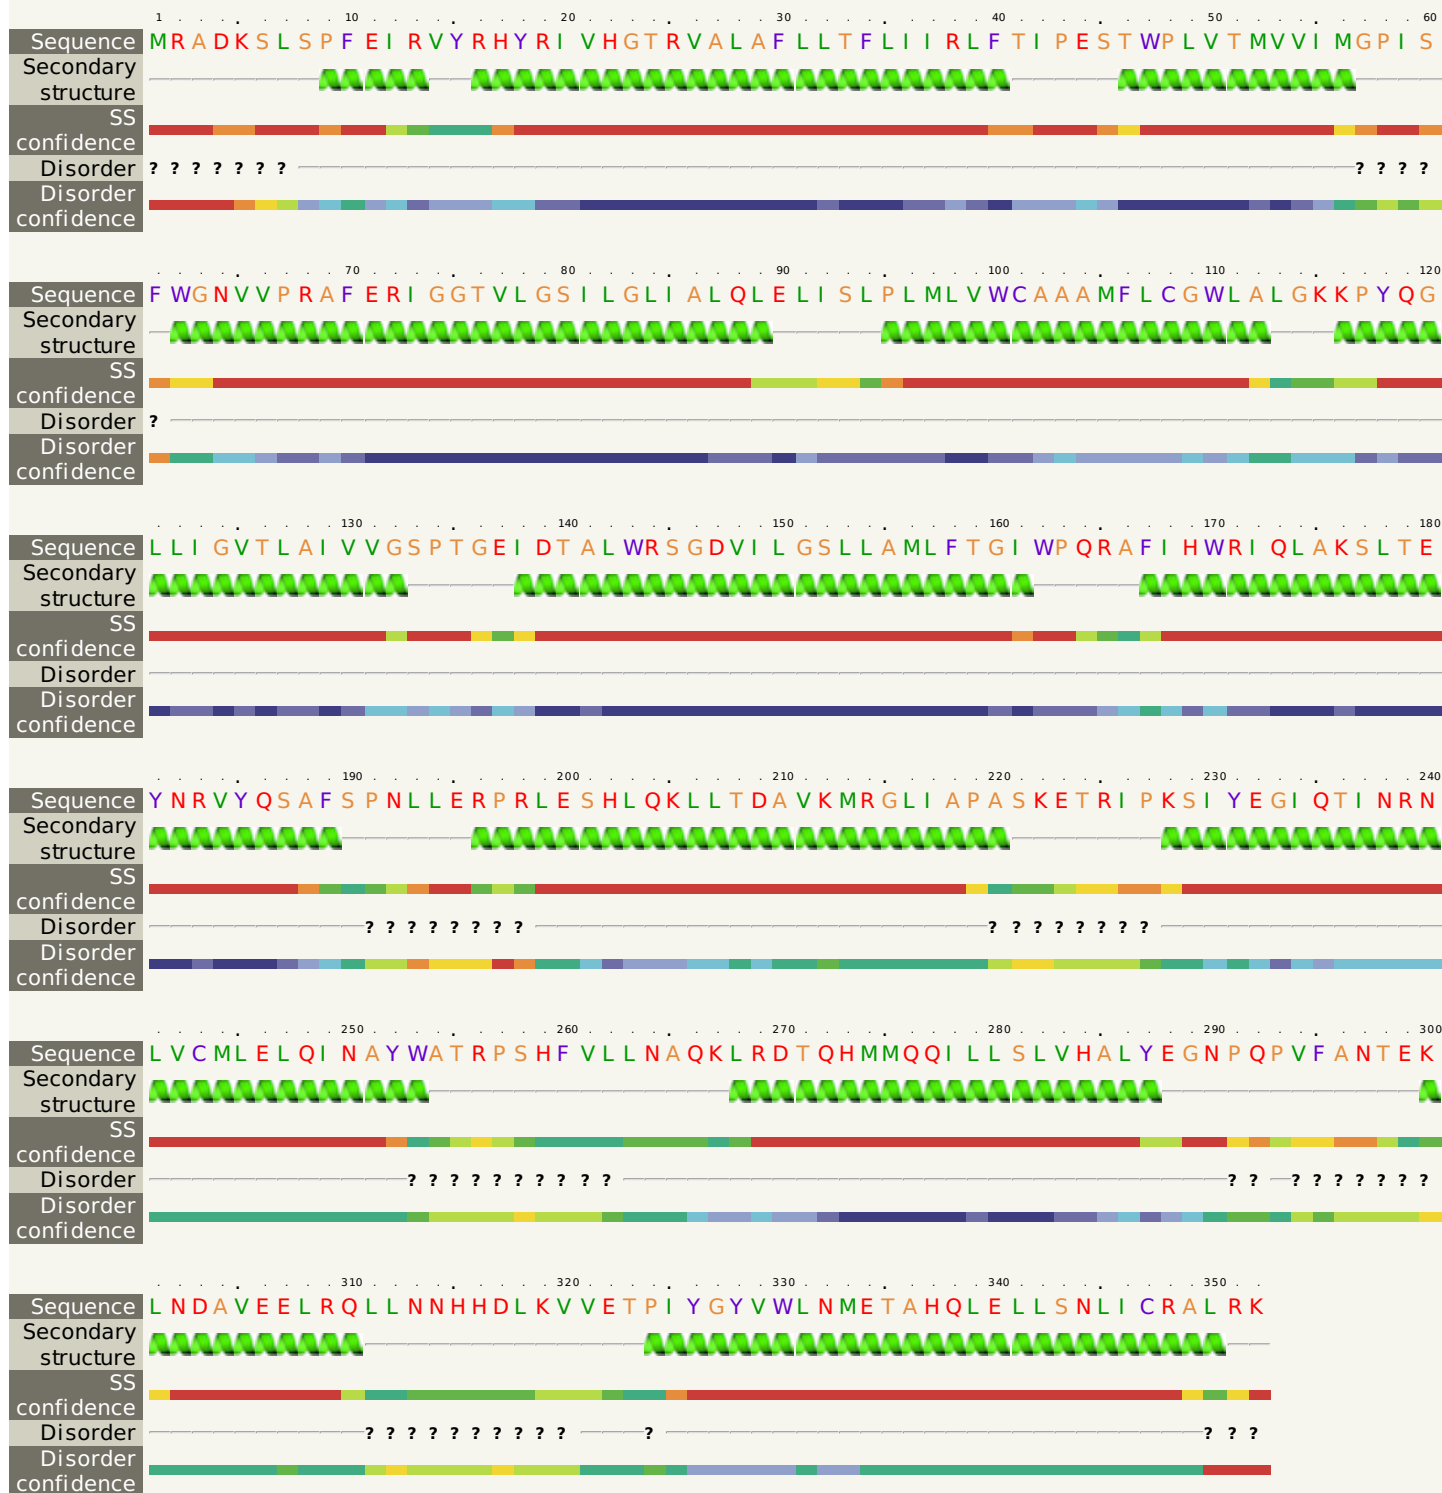 1 10 20 30 40 50 60
Sequence MRADKSLSPFEIRVYRHYRIVHGTRVALAFLLTFLIIRLFTIPESTWPLVTMVVIMGPIS
Secondary
structure
SS
confidence
Disorder ? ? ? ? ? ? ? ? ? ? ?
Disorder
confidence
70 80 90 100 110 120
Sequence FWGNVVPRAFERIGGTVLGSILGLIALQLELISLPLMLVWCAAAMFLCGWLALGKKPYQG
Secondary
structure
SS
confidence
Disorder ?
Disorder
confidence
130 140 150 160 170 180
Sequence LLIGVTLAIVVGSPTGEIDTALWRSGDVILGSLLAMLFTGIWPQRAFIHWRIQLAKSLTE
Secondary
structure
SS
confidence
Disorder
Disorder
confidence
190 200 210 220 230 240
Sequence YNRVYQSAFSPNLLERPRLESHLQKLLTDAVKMRGLIAPASKETRIPKSIYEGIQTINRN
Secondary
structure
SS
confidence
Disorder ? ? ? ? ? ? ? ? ? ? ? ? ? ? ? ?
Disorder
confidence
250 260 270 280 290 300
Sequence LVCMLELQINAYWATRPSHFVLLNAQKLRDTQHMMQQILLSLVHALYEGNPQPVFANTEK
Secondary
structure
SS
confidence
Disorder ? ? ? ? ? ? ? ? ? ? ? ? ? ? ? ? ? ? ?
Disorder
confidence
310 320 330 340 350
Sequence LNDAVEELRQLLNNHHDLKVVETPIYGYVWLNMETAHQLELLSNLICRALRK
Secondary
structure
SS
confidence
Disorder ? ? ? ? ? ? ? ? ? ? ? ? ? ?
Disorder
confidence